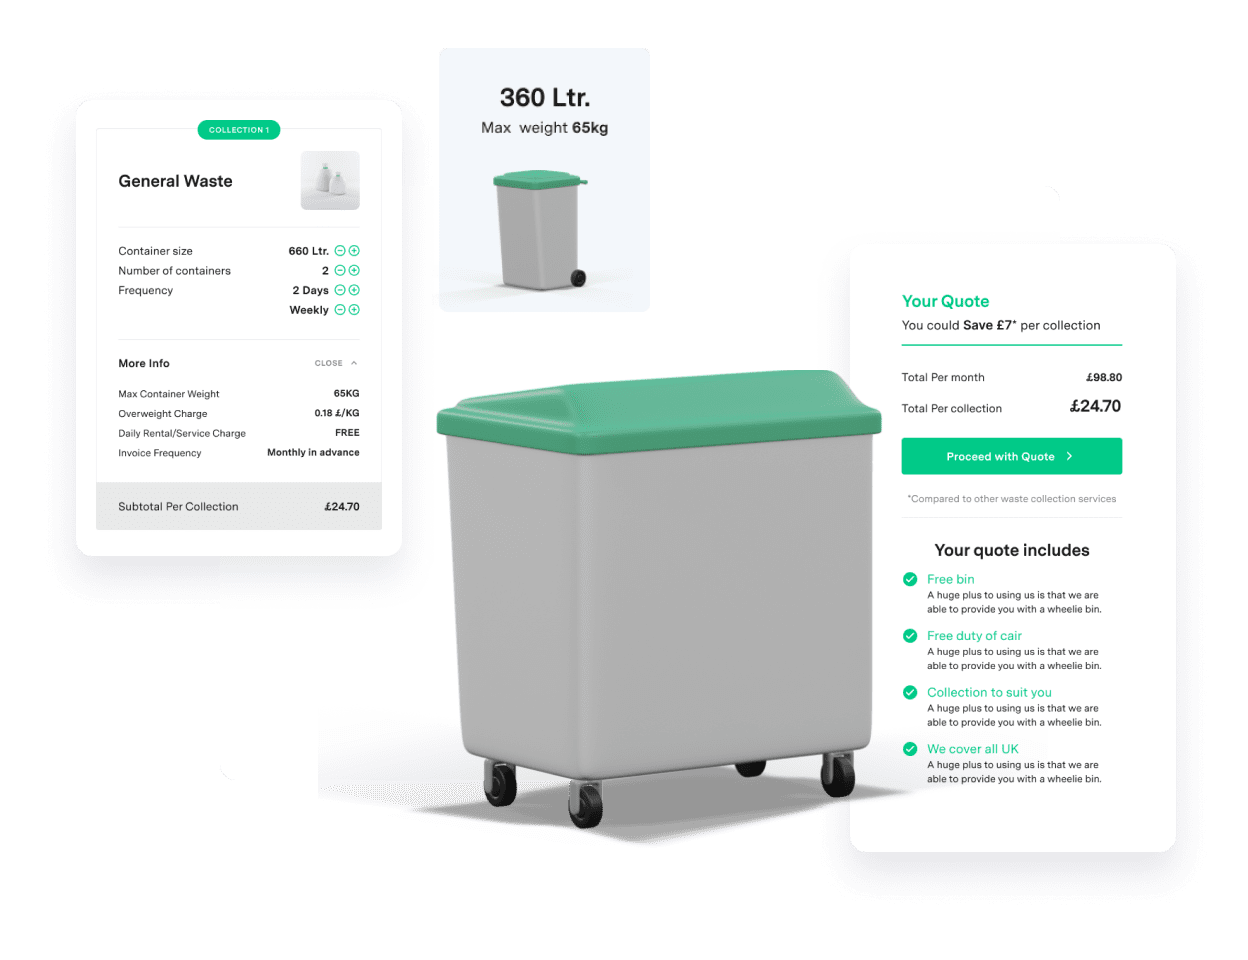 COLLECTION 1
General Waste
Container size 660 Ltr.
Number of containers 2
Frequency 2 Days
Weekly
More Info CLOSE
Max Container Weight 65KG
Overweight Charge 0.18 £/KG
Daily Rental/Service Charge FREE
Invoice Frequency Monthly in advance
Subtotal Per Collection £24.70
360 Ltr.
Max weight 65kg
Your Quote
You could Save £7* per collection
Total Per month £98.80
Total Per collection £24.70
Proceed with Quote
*Compared to other waste collection services
Your quote includes
Free bin
A huge plus to using us is that we are
able to provide you with a wheelie bin.
Free duty of cair
A huge plus to using us is that we are
able to provide you with a wheelie bin.
Collection to suit you
A huge plus to using us is that we are
able to provide you with a wheelie bin.
We cover all UK
A huge plus to using us is that we are
able to provide you with a wheelie bin.